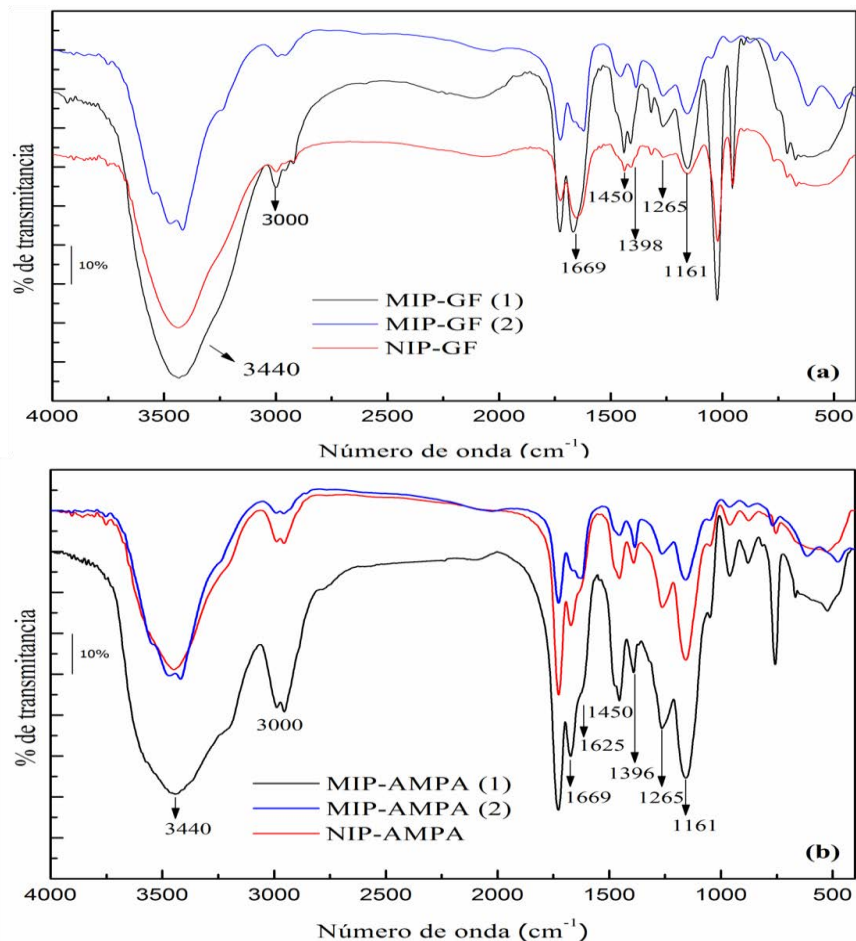 % de transmitancia
10%
3000
3440
1669
1450
1398
1265
1161
MIP-GF (1)
MIP-GF (2)
NIP-GF
(a)
4000 3500 3000 2500 2000 1500 1000 500
Número de onda (cm⁻¹)
% de transmitancia
10%
3000
3440
1450
1625
1669
1396
1265
1161
MIP-AMPA (1)
MIP-AMPA (2)
NIP-AMPA
(b)
4000 3500 3000 2500 2000 1500 1000 500
Número de onda (cm⁻¹)